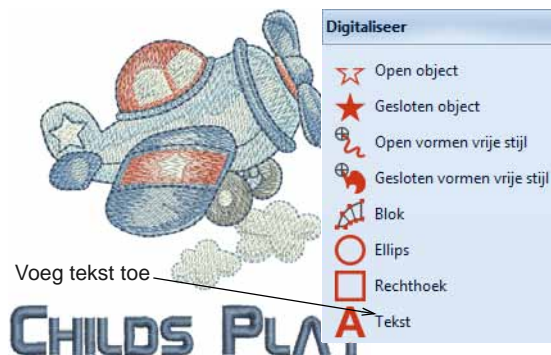 Digitaliseer
Open object
Gesloten object
Open vormen vrije stijl
Gesloten vormen vrije stijl
Blok
Ellips
Rechthoek
Tekst
Voeg tekst toe
CHILDS PLAY